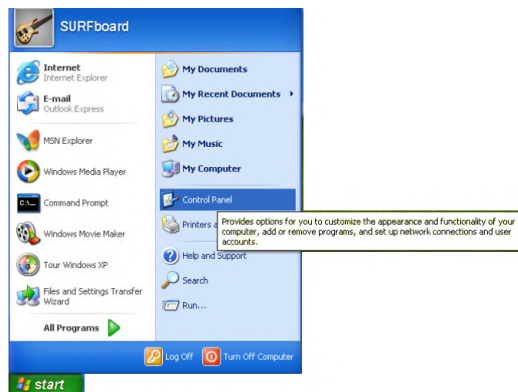 SURFboard
Internet
Internet Explorer
E-mail
Outlook Express
MSN Explorer
Windows Media Player
C:\_
Command Prompt
Windows Movie Maker
Tour Windows XP
Files and Settings Transfer
Wizard
All Programs
My Documents
My Recent Documents
My Pictures
My Music
My Computer
Control Panel
Printers
Provides options for you to customize the appearance and functionality of your
computer, add or remove programs, and set up network connections and user
accounts.
Help and Support
Search
Run...
Log Off
Turn Off Computer
start